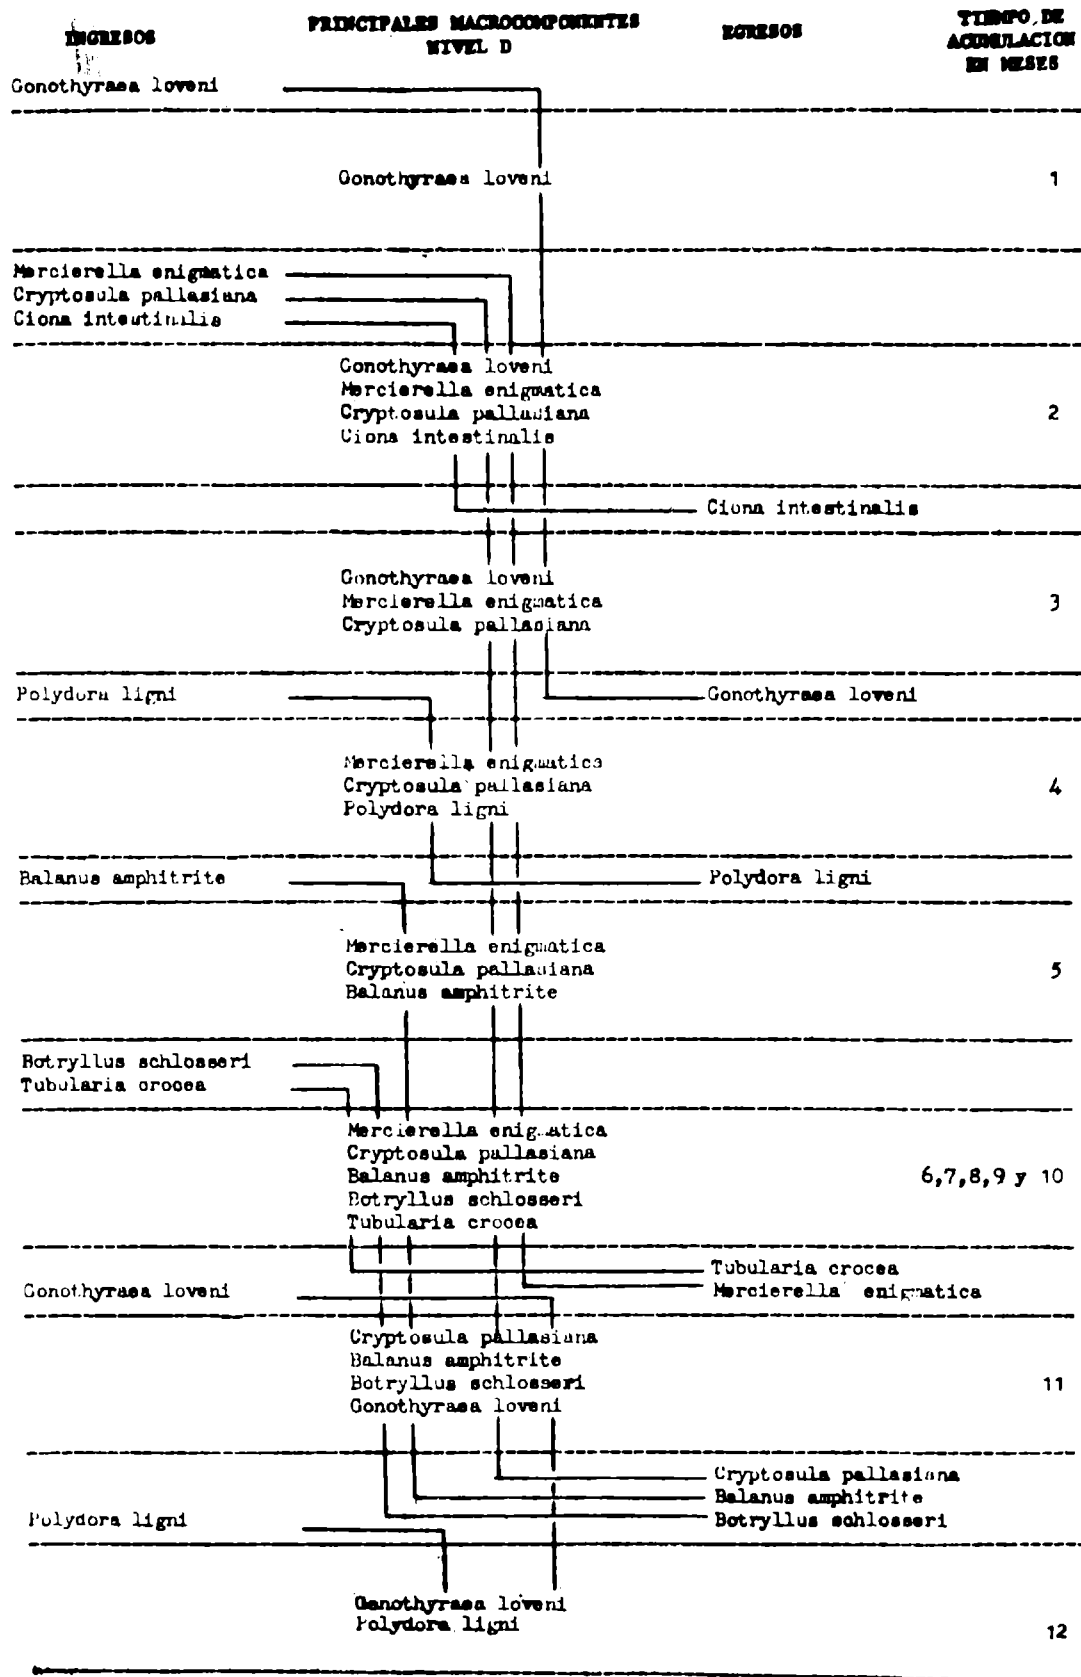 INGRESOS
PRINCIPALES MACROCOMPONENTES
NIVEL D
EGRESOS
TIEMPO DE
ACUMULACION
EN MESES
Gonothyraea loveni
Gonothyraea loveni
1
Mercierella enigmatica
Cryptosula pallasiana
Ciona intestinalis
Gonothyraea loveni
Mercierella enigmatica
Cryptosula pallasiana
Ciona intestinalis
2
Ciona intestinalis
Gonothyraea loveni
Mercierella enigmatica
Cryptosula pallasiana
3
Polydora ligni
Gonothyraea loveni
Mercierella enigmatica
Cryptosula pallasiana
Polydora ligni
4
Balanus amphitrite
Polydora ligni
Mercierella enigmatica
Cryptosula pallasiana
Balanus amphitrite
5
Botryllus schlosseri
Tubularia crocea
Mercierella enigmatica
Cryptosula pallasiana
Balanus amphitrite
Botryllus schlosseri
Tubularia crocea
6,7,8,9 y 10
Tubularia crocea
Mercierella enigmatica
Gonothyraea loveni
Cryptosula pallasiana
Balanus amphitrite
Botryllus schlosseri
Gonothyraea loveni
11
Cryptosula pallasiana
Balanus amphitrite
Botryllus schlosseri
Polydora ligni
Gonothyraea loveni
Polydora ligni
12